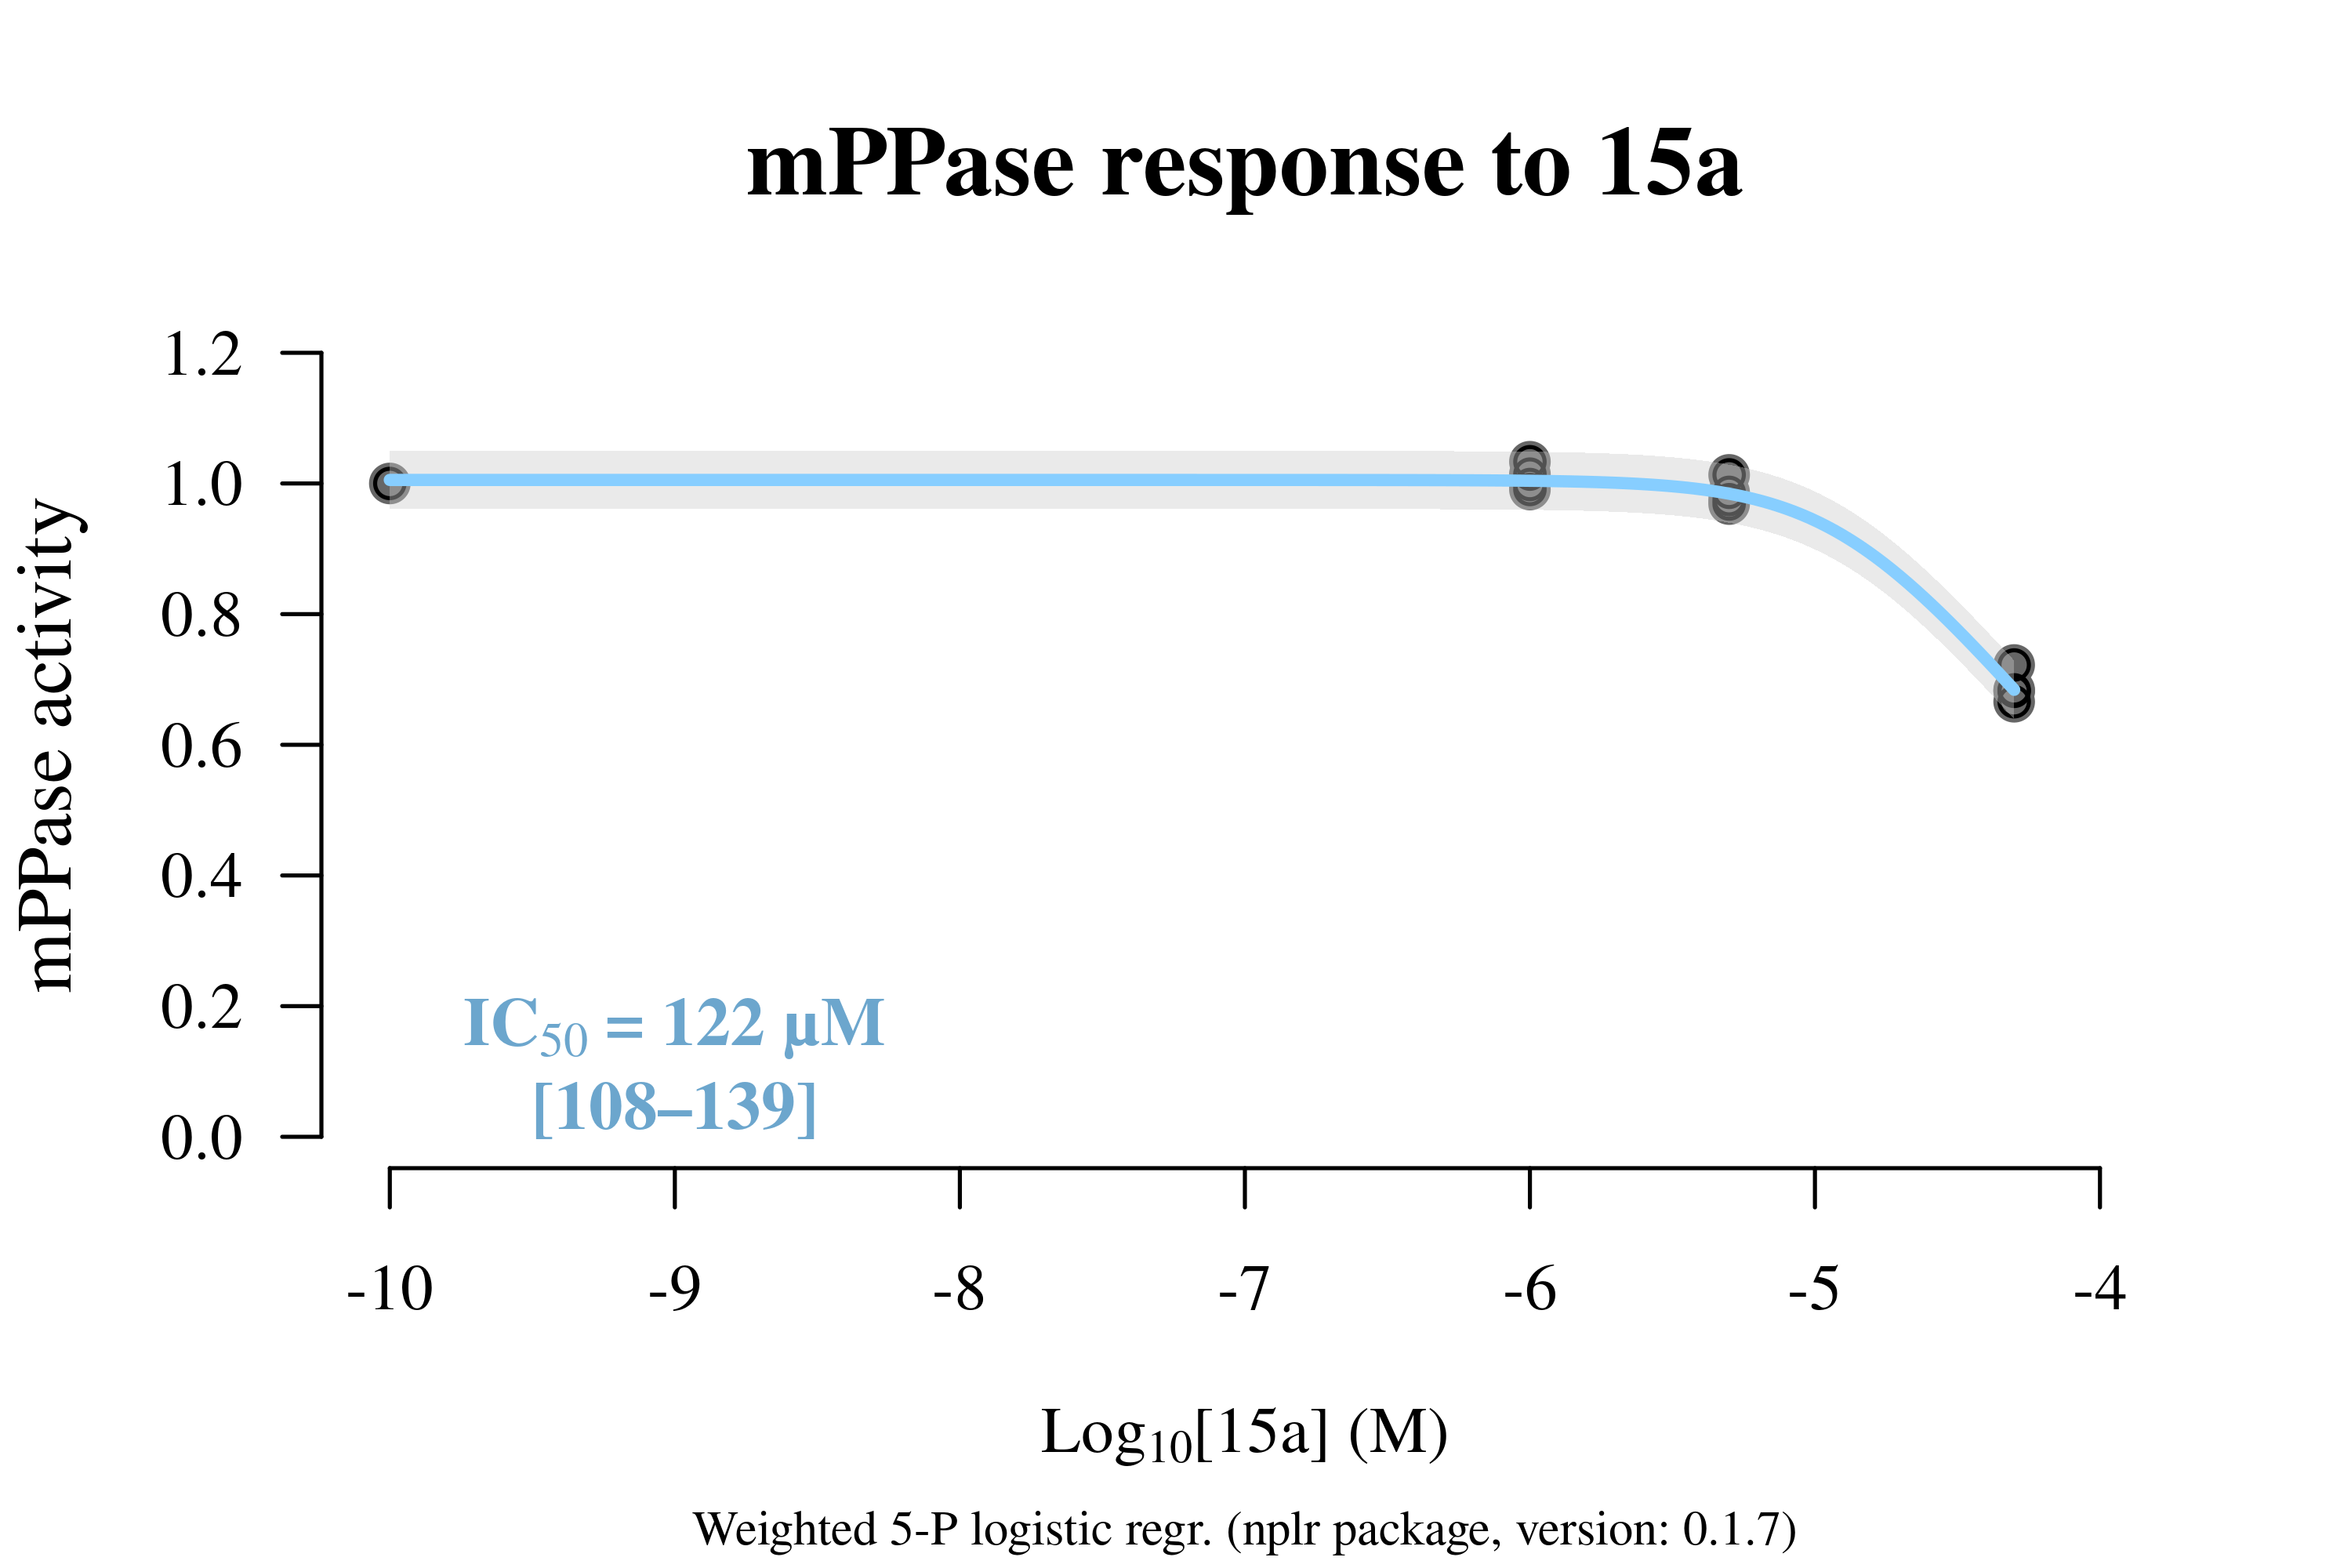 mPPase response to 15a
mPPase activity
1.2
1.0
0.8
0.6
0.4
0.2
0.0
IC50 = 122 µM
[108–139]
-10 -9 -8 -7 -6 -5 -4
Log10[15a] (M)
Weighted 5-P logistic regr. (nplr package, version: 0.1.7)